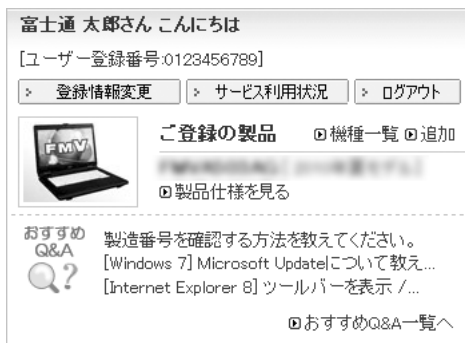 富士通 太郎さん こんにちは
[ユーザー登録番号:0123456789]
登録情報変更 サービス利用状況 ログアウト
ご登録の製品 機種一覧 追加
FMV
製品仕様を見る
おすすめ
Q&A
製造番号を確認する方法を教えてください。
[Windows 7] Microsoft Updateについて教え...
[Internet Explorer 8] ツールバーを表示 /...
おすすめQ&A一覧へ